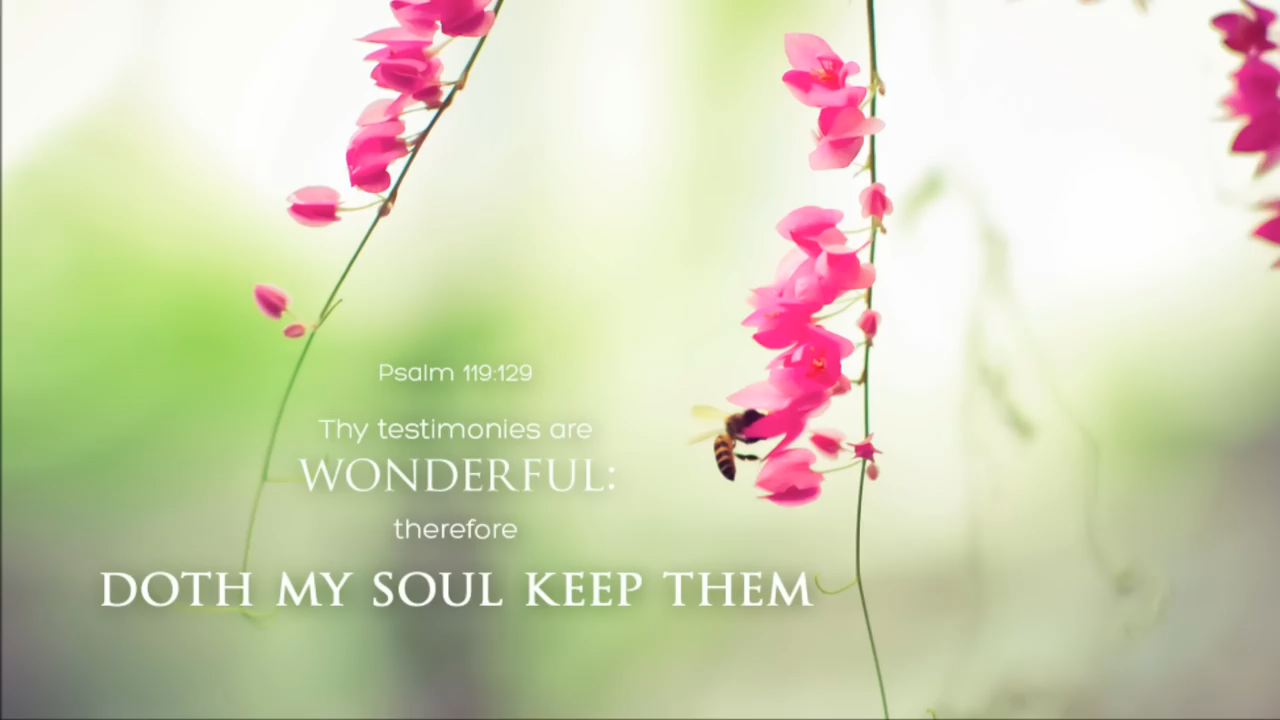 Psalm 119:129
Thy testimonies are
WONDERFUL:
therefore
DOTH MY SOUL KEEP THEM